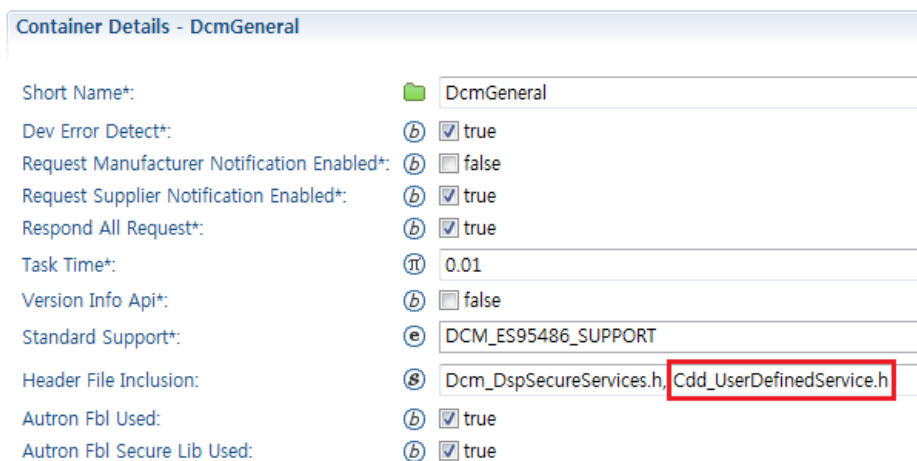 Container Details - DcmGeneral
Short Name*: DcmGeneral
Dev Error Detect*: b true
Request Manufacturer Notification Enabled*: b false
Request Supplier Notification Enabled*: b true
Respond All Request*: b true
Task Time*: π 0.01
Version Info Api*: b false
Standard Support*: e DCM_ES95486_SUPPORT
Header File Inclusion: S Dcm_DspSecureServices.h, Cdd_UserDefinedService.h
Autron Fbl Used: b true
Autron Fbl Secure Lib Used: b true